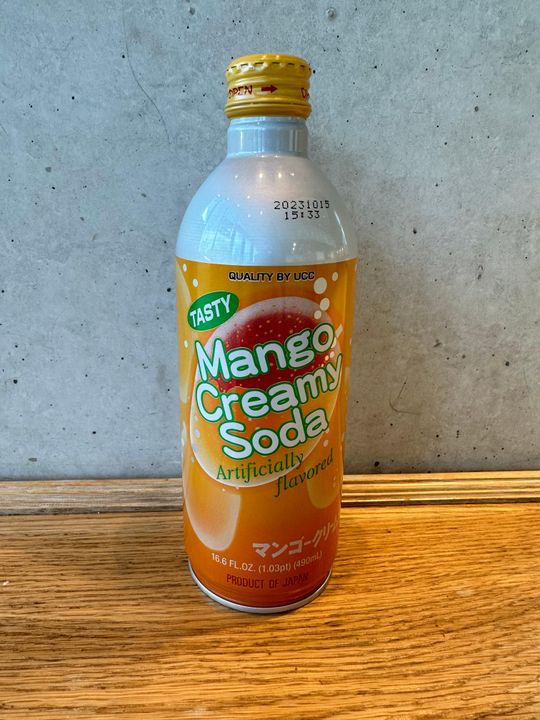 OPEN →
20231015
15:33
QUALITY BY UCC
TASTY
Mango
Creamy
Soda
Artificially
flavored
マンゴークリー
16.6 FL.OZ. (1.03pt) (490mL)
PRODUCT OF JAPAN